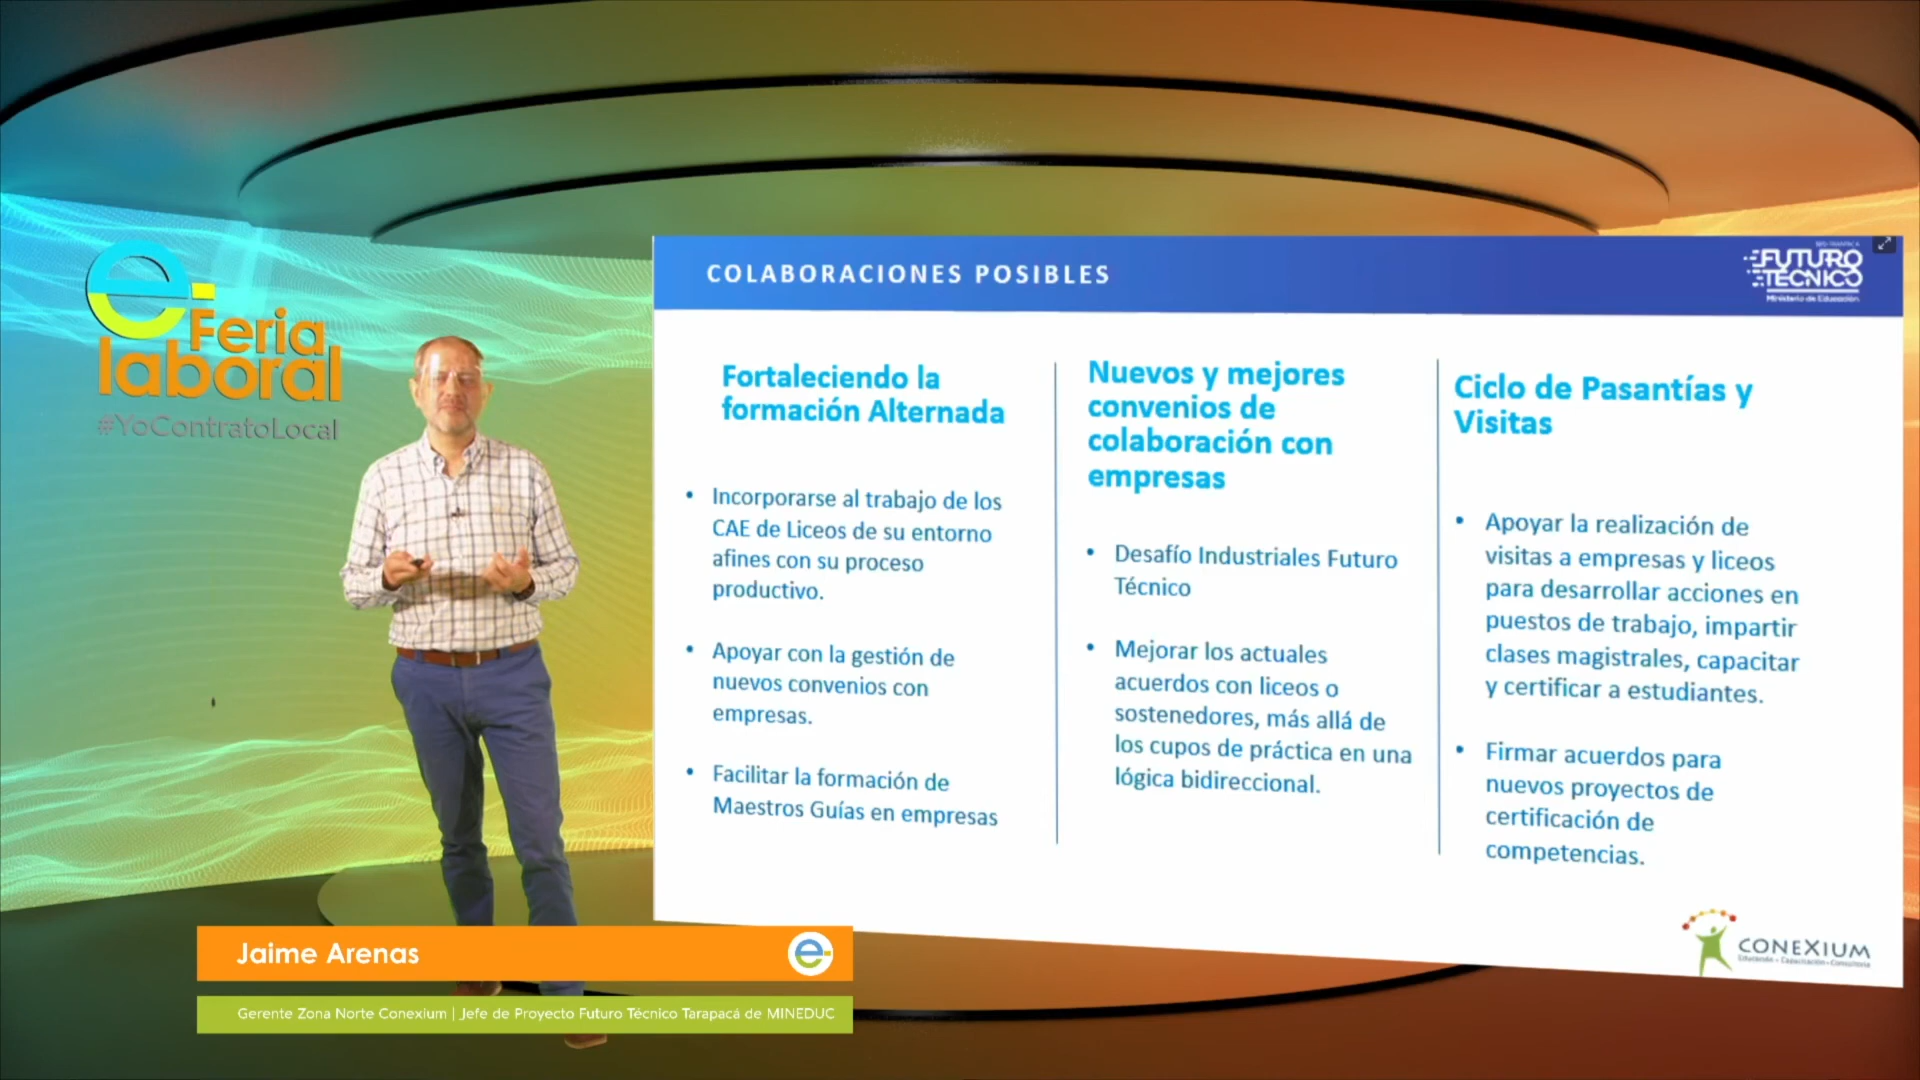 e-
Feria
laboral
#YoContratoLocal
COLABORACIONES POSIBLES
FUTURO
TÉCNICO
Ministerio de Educación
Fortaleciendo la
formación Alternada
• Incorporarse al trabajo de los
CAE de Liceos de su entorno
afines con su proceso
productivo.
• Apoyar con la gestión de
nuevos convenios con
empresas.
• Facilitar la formación de
Maestros Guías en empresas
Nuevos y mejores
convenios de
colaboración con
empresas
• Desafío Industriales Futuro
Técnico
• Mejorar los actuales
acuerdos con liceos o
sostenedores, más allá de
los cupos de práctica en una
lógica bidireccional.
Ciclo de Pasantías y
Visitas
• Apoyar la realización de
visitas a empresas y liceos
para desarrollar acciones en
puestos de trabajo, impartir
clases magistrales, capacitar
y certificar a estudiantes.
• Firmar acuerdos para
nuevos proyectos de
certificación de
competencias.
CONEXIUM
Educación • Capacitación • Consultoría
Jaime Arenas
e-
Gerente Zona Norte Conexium | Jefe de Proyecto Futuro Técnico Tarapacá de MINEDUC